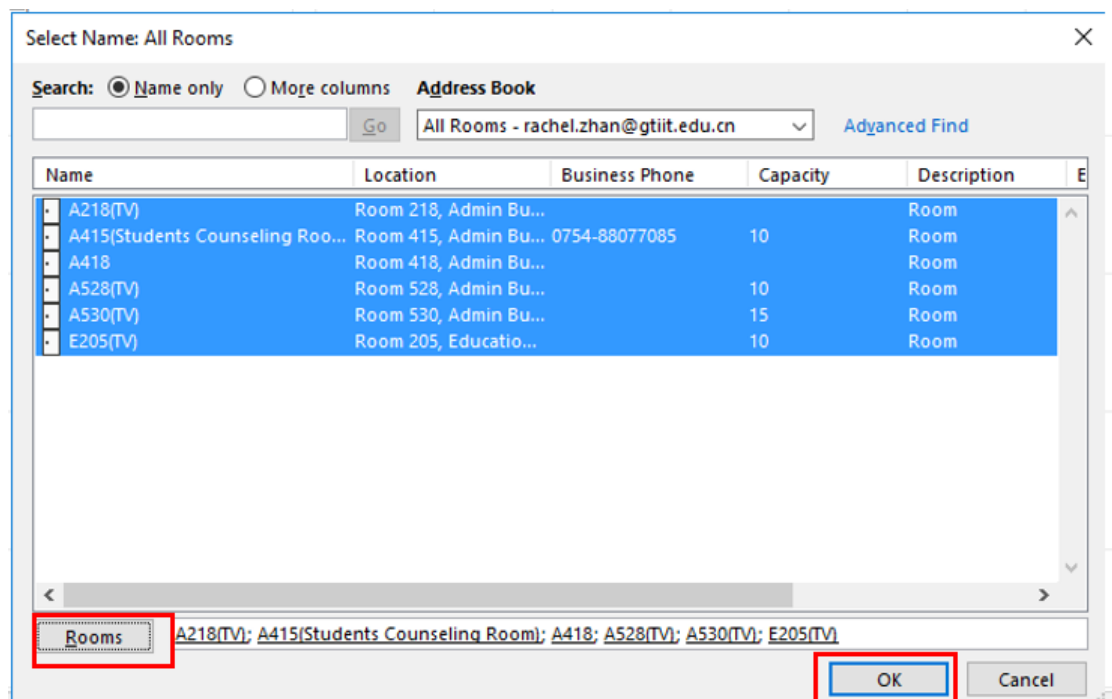 Select Name: All Rooms
Search: Name only More columns Address Book
Go All Rooms - rachel.zhan@gtiit.edu.cn Advanced Find
Name Location Business Phone Capacity Description E
A218(TV) Room 218, Admin Bu... Room
A415(Students Counseling Roo... Room 415, Admin Bu... 0754-88077085 10 Room
A418 Room 418, Admin Bu... Room
A528(TV) Room 528, Admin Bu... 10 Room
A530(TV) Room 530, Admin Bu... 15 Room
E205(TV) Room 205, Educatio... 10 Room
Rooms A218(TV); A415(Students Counseling Room); A418; A528(TV); A530(TV); E205(TV)
OK Cancel